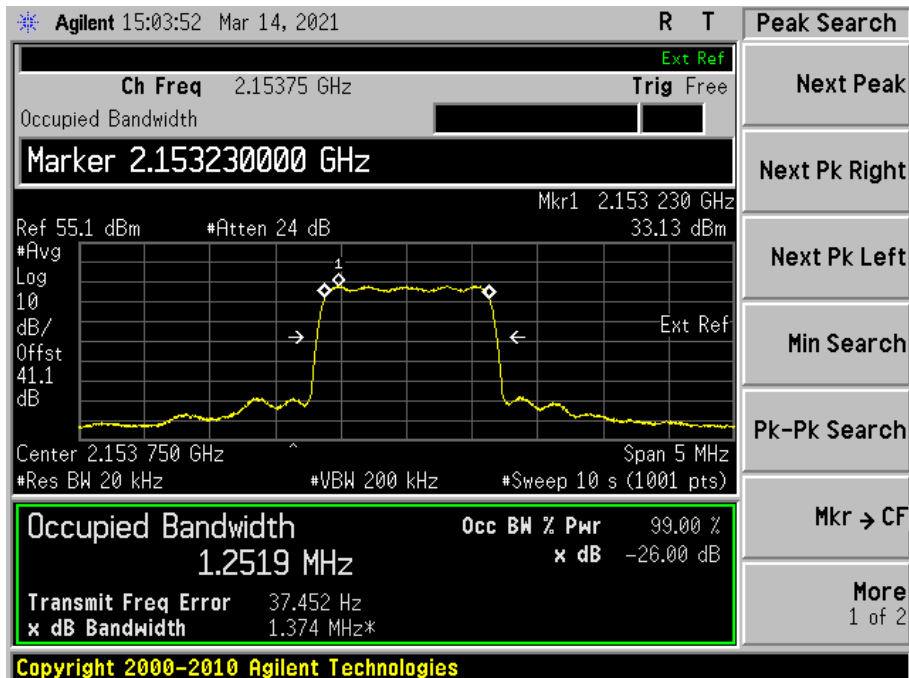 Agilent 15:03:52 Mar 14, 2021 R T
Peak Search
Ext Ref
Ch Freq 2.15375 GHz Trig Free
Occupied Bandwidth
Marker 2.153230000 GHz
Mkr1 2.153 230 GHz
Ref 55.1 dBm #Atten 24 dB 33.13 dBm
#Avg
Log
10
dB/
Offst
41.1
dB
1
Ext Ref
Center 2.153 750 GHz Span 5 MHz
#Res BW 20 kHz #VBW 200 kHz #Sweep 10 s (1001 pts)
Occupied Bandwidth
1.2519 MHz
Occ BW % Pwr 99.00 %
x dB -26.00 dB
Transmit Freq Error 37.452 Hz
x dB Bandwidth 1.374 MHz*
Next Peak
Next Pk Right
Next Pk Left
Min Search
Pk-Pk Search
Mkr → CF
More
1 of 2
Copyright 2000-2010 Agilent Technologies